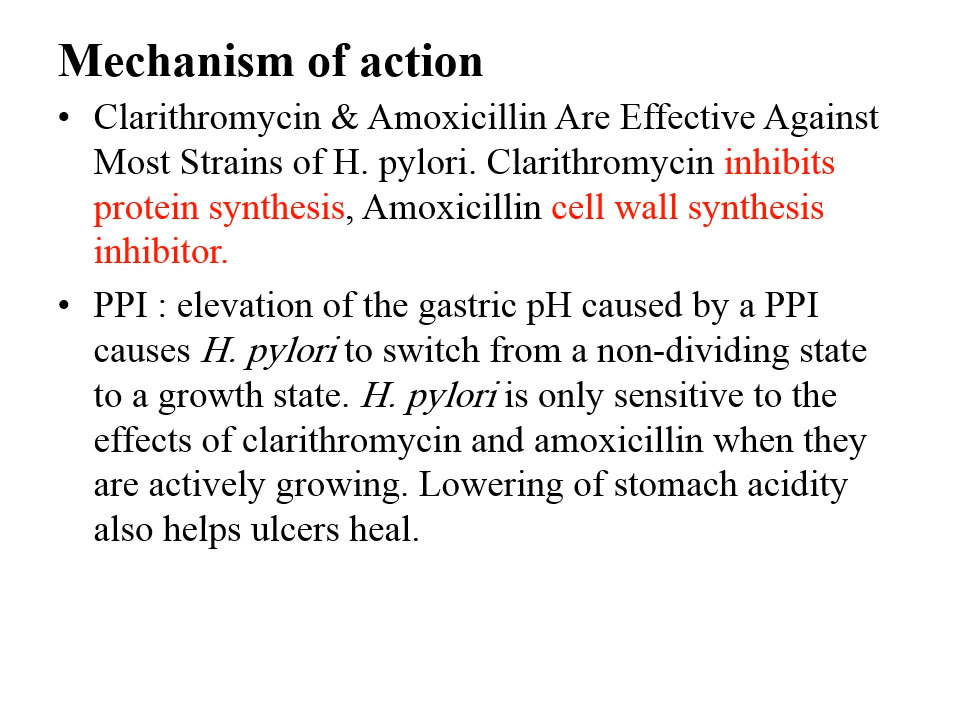 Mechanism of action
• Clarithromycin & Amoxicillin Are Effective Against
Most Strains of H. pylori. Clarithromycin inhibits
protein synthesis, Amoxicillin cell wall synthesis
inhibitor.
• PPI : elevation of the gastric pH caused by a PPI
causes H. pylori to switch from a non-dividing state
to a growth state. H. pylori is only sensitive to the
effects of clarithromycin and amoxicillin when they
are actively growing. Lowering of stomach acidity
also helps ulcers heal.